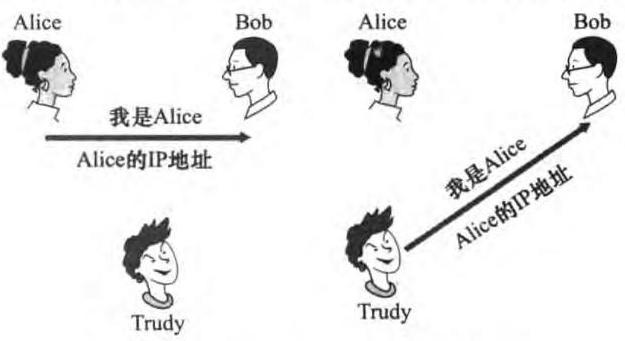 Alice
Bob
我是Alice
Alice的IP地址
Trudy
Alice
Bob
我是Alice
Alice的IP地址
Trudy